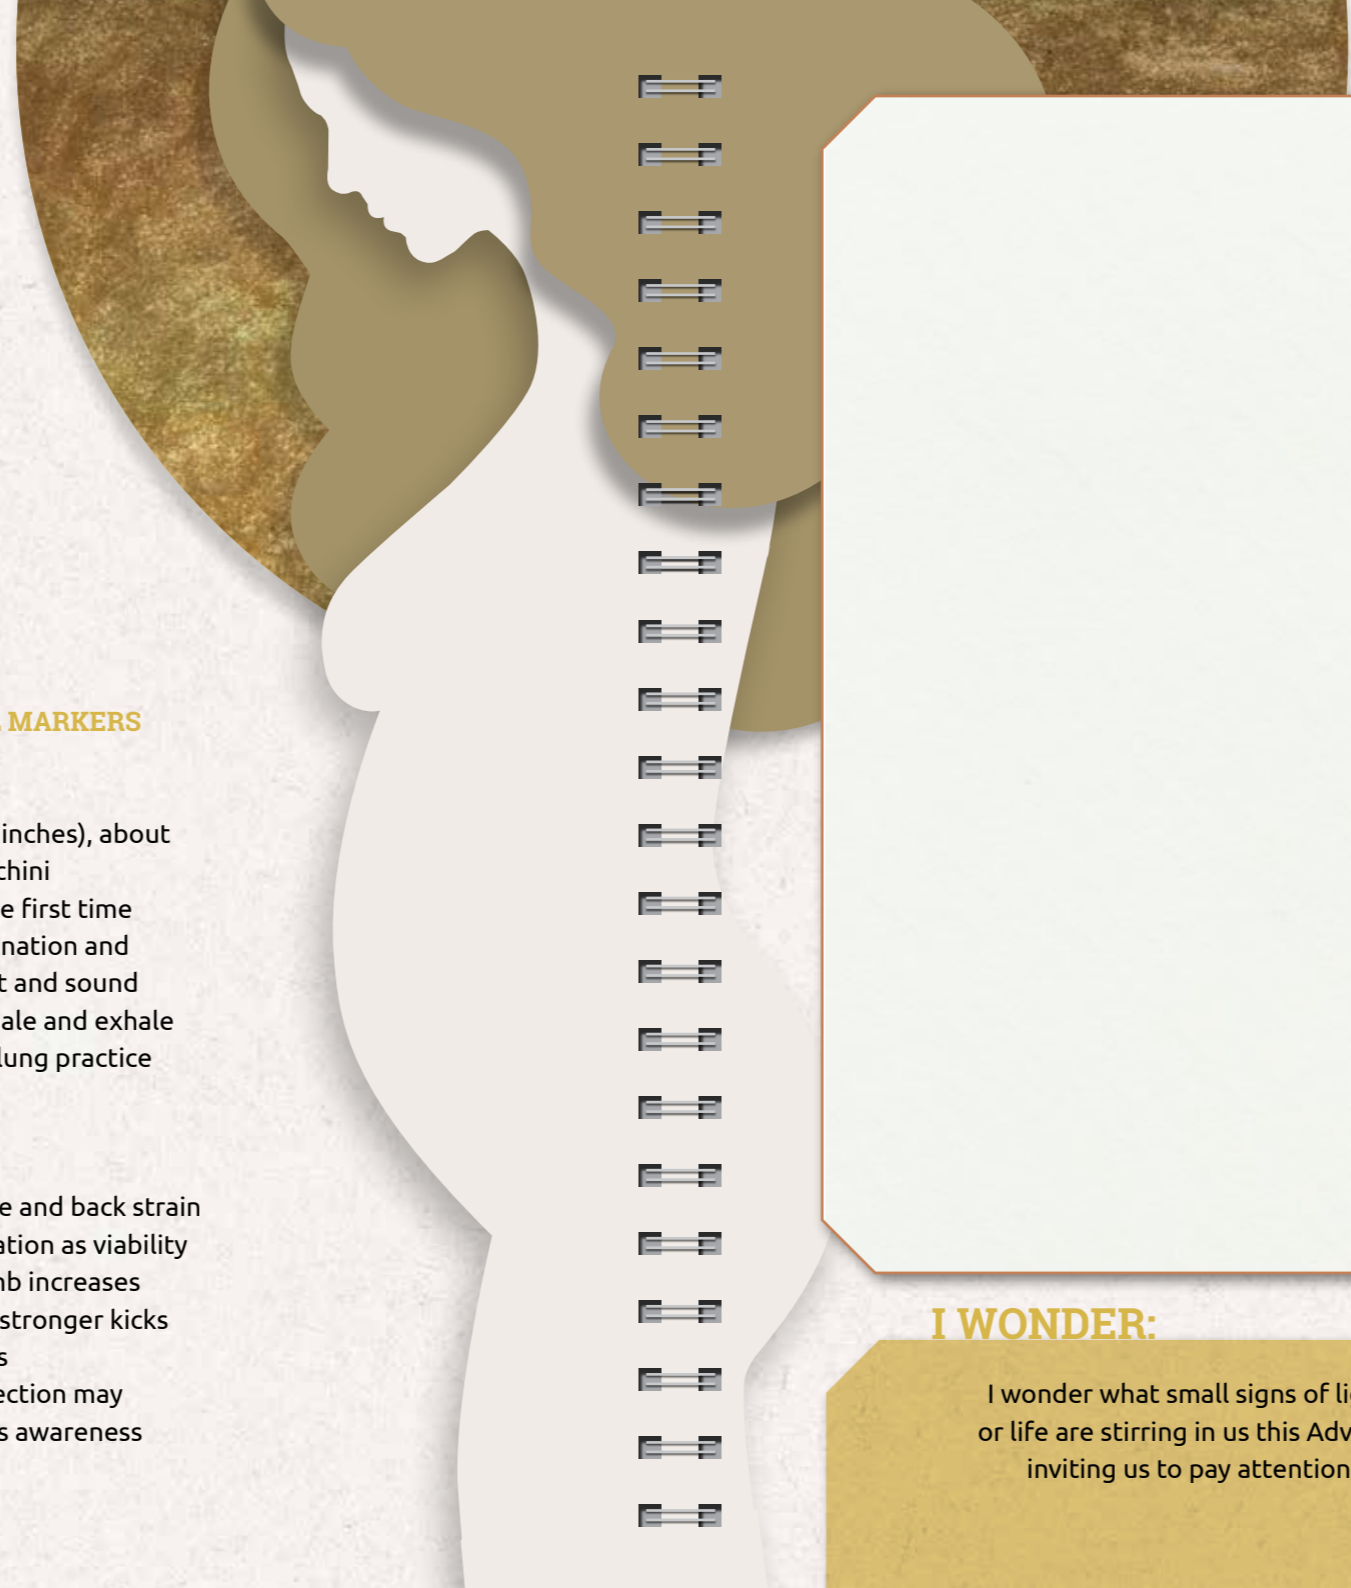 MARKERS
inches), about
chini
e first time
nation and
t and sound
ale and exhale
lung practice
e and back strain
ation as viability
nb increases
stronger kicks
s
ection may
s awareness
I WONDER:
I wonder what small signs of li
or life are stirring in us this Adv
inviting us to pay attention